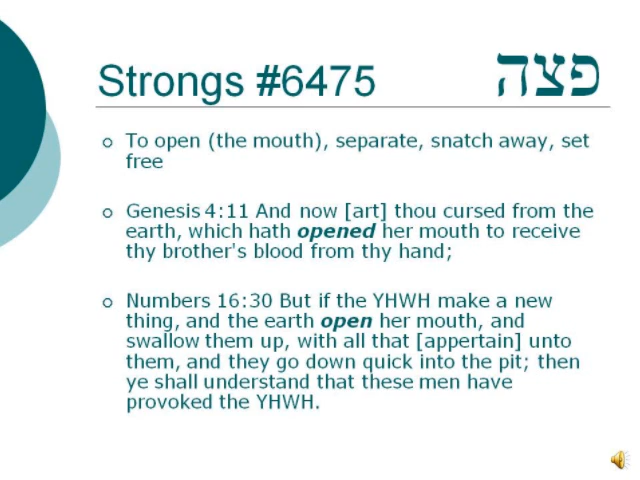 Strongs #6475 פצה
To open (the mouth), separate, snatch away, set
free
Genesis 4:11 And now [art] thou cursed from the
earth, which hath opened her mouth to receive
thy brother's blood from thy hand;
Numbers 16:30 But if the YHWH make a new
thing, and the earth open her mouth, and
swallow them up, with all that [appertain] unto
them, and they go down quick into the pit; then
ye shall understand that these men have
provoked the YHWH.